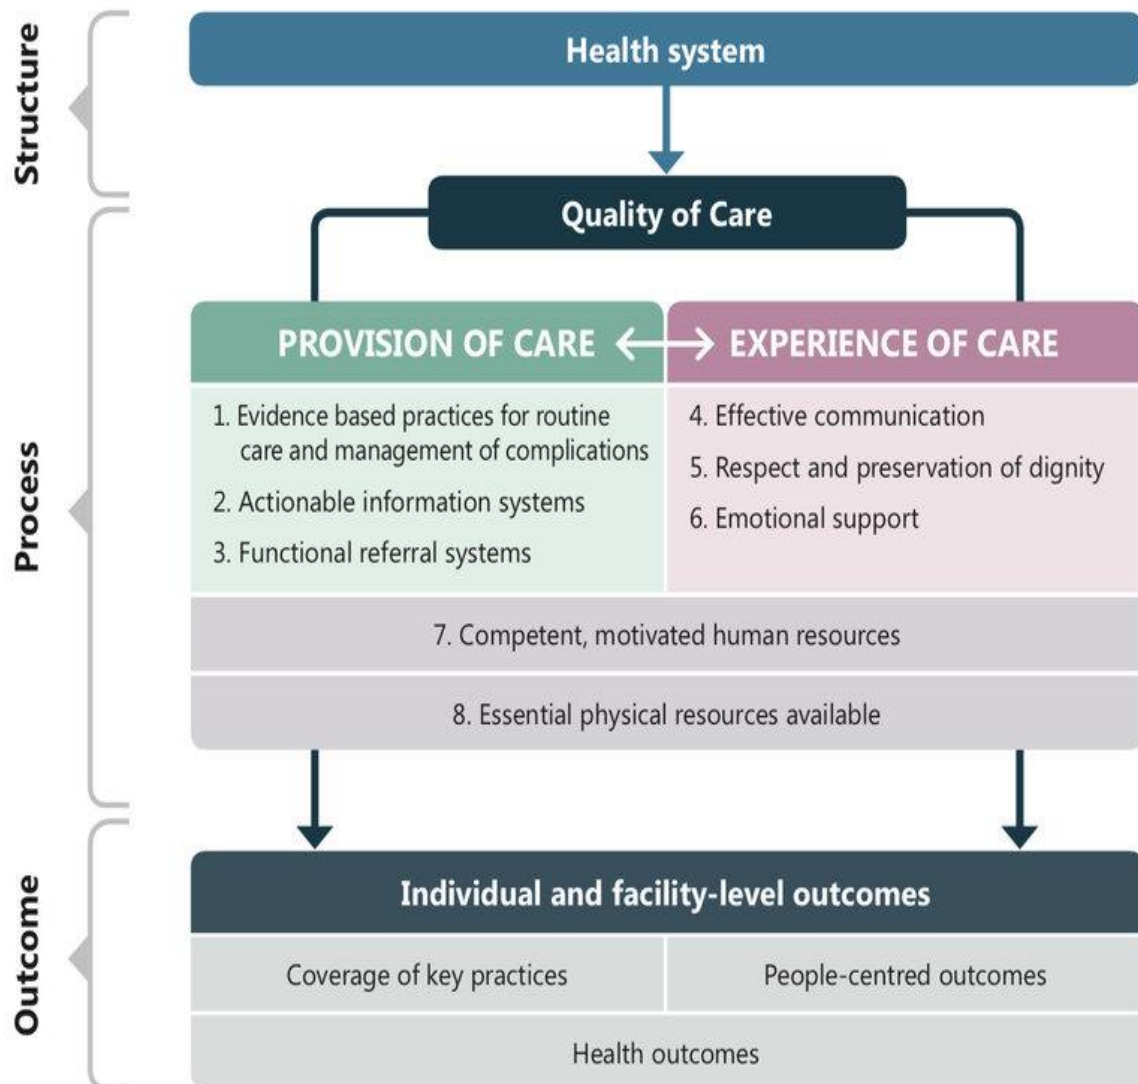 Structure
Health system
Quality of Care
Process
PROVISION OF CARE
EXPERIENCE OF CARE
1. Evidence based practices for routine
care and management of complications
2. Actionable information systems
3. Functional referral systems
4. Effective communication
5. Respect and preservation of dignity
6. Emotional support
7. Competent, motivated human resources
8. Essential physical resources available
Outcome
Individual and facility-level outcomes
Coverage of key practices
People-centred outcomes
Health outcomes